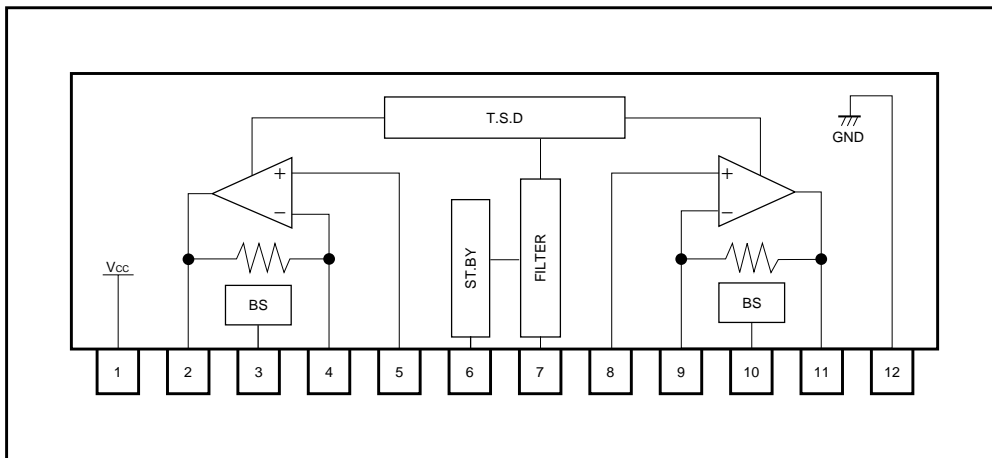 T.S.D
GND
+
−
+
−
ST.BY
FILTER
VCC
BS
BS
1 2 3 4 5 6 7 8 9 10 11 12